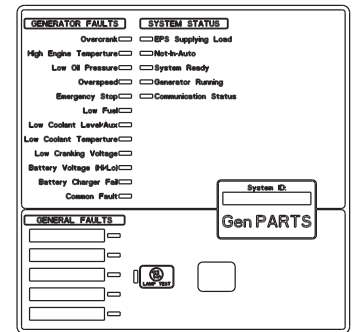 GENERATOR FAULTS
Overcrank
High Engine Temperture
Low Oil Pressure
Overspeed
Emergency Stop
Low Fuel
Low Coolant Level/Aux
Low Coolant Temperture
Low Cranking Voltage
Battery Voltage (Hi/Lo)
Battery Charger Fail
Common Fault
SYSTEM STATUS
EPS Supplying Load
Not-In-Auto
System Ready
Generator Running
Communication Status
System ID:
Gen PARTS
GENERAL FAULTS
LAMP TEST